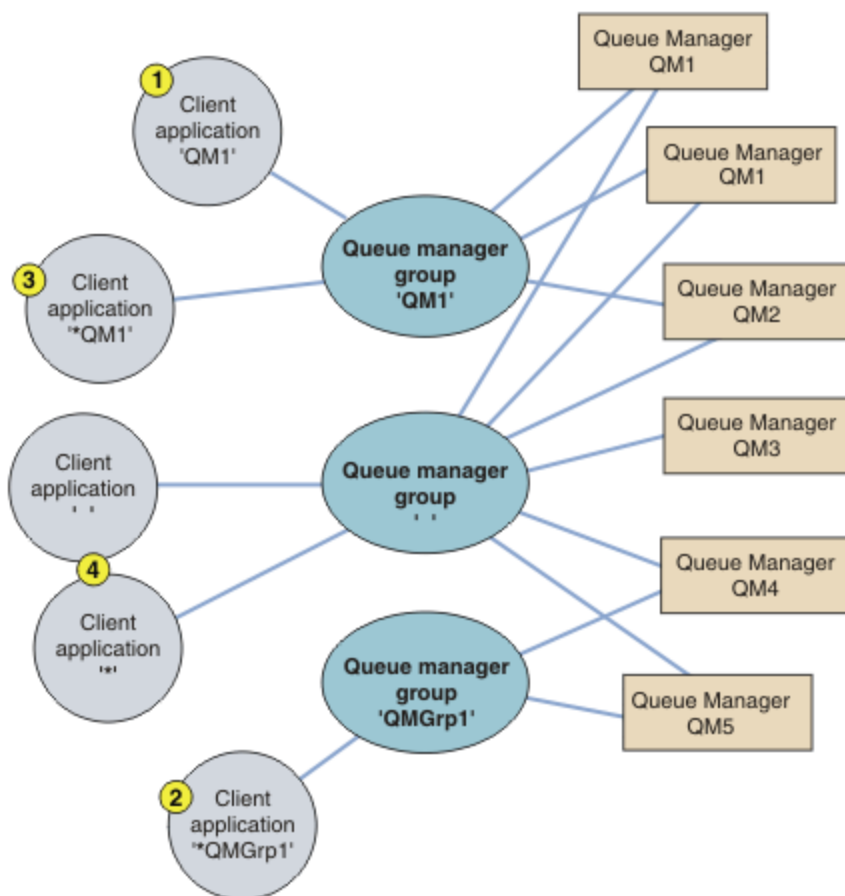 1
Client
application
'QM1'
3
Client
application
'*QM1'
Client
application
' '
4
Client
application
'*'
2
Client
application
'*QMGrp1'
Queue manager
group
'QM1'
Queue manager
group
' '
Queue manager
group
'QMGrp1'
Queue Manager
QM1
Queue Manager
QM1
Queue Manager
QM2
Queue Manager
QM3
Queue Manager
QM4
Queue Manager
QM5